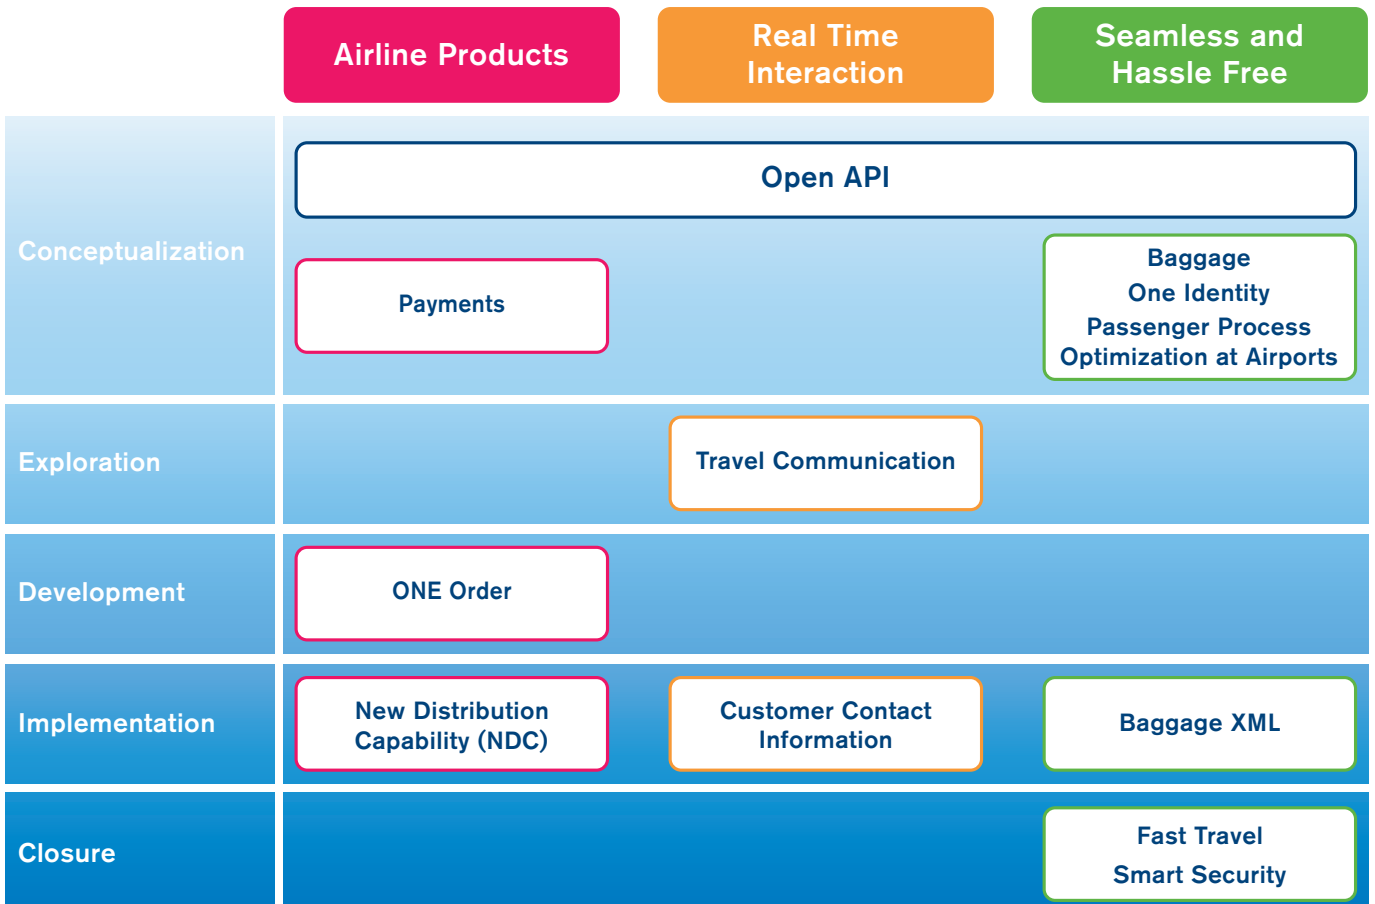 Airline Products
Real Time
Interaction
Seamless and
Hassle Free
Conceptualization
Open API
Payments
Baggage
One Identity
Passenger Process
Optimization at Airports
Exploration
Travel Communication
Development
ONE Order
Implementation
New Distribution
Capability (NDC)
Customer Contact
Information
Baggage XML
Closure
Fast Travel
Smart Security